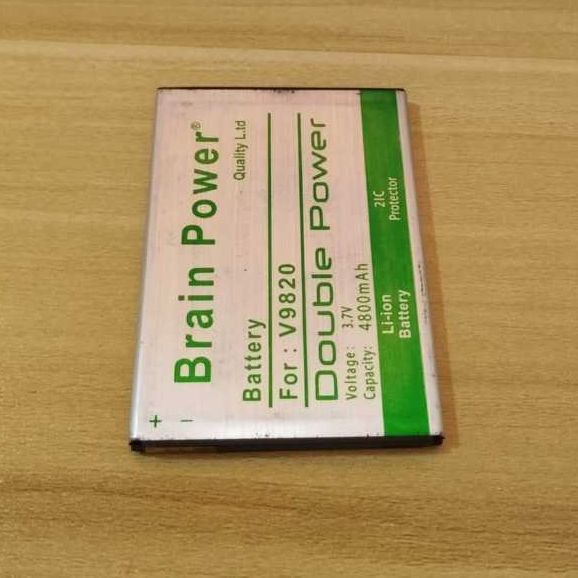 + −
Brain Power®
Quality L.td
Battery
For : V9820
Double Power
Voltage: 3.7V
Capacity: 4800mAh
Li-ion 2IC
Battery Protector